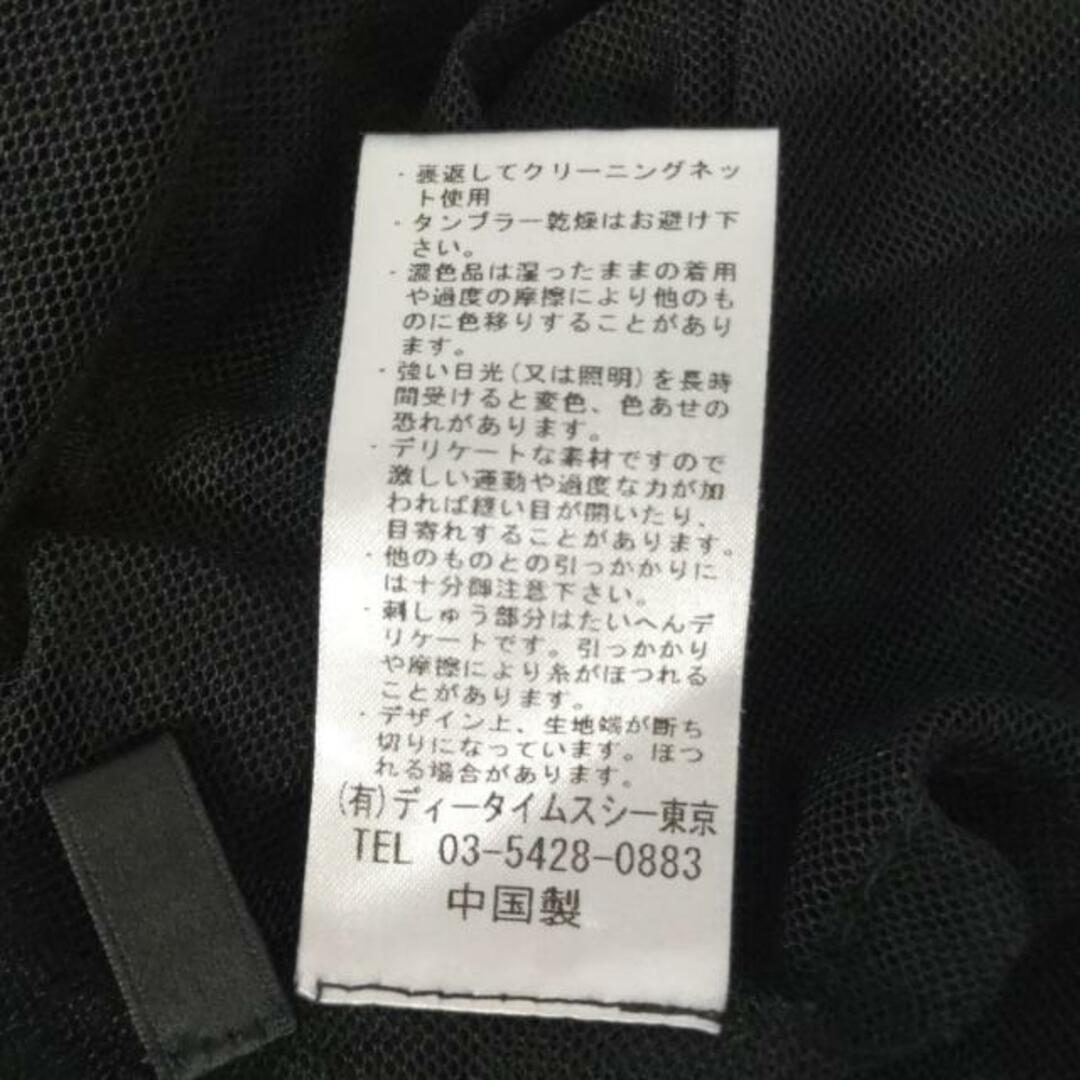 ・裏返してクリーニングネッ
ト使用
・タンブラー乾燥はお避け下
さい。
・濃色品は湿ったままの着用
や過度の摩擦により他のも
のに色移りすることがあり
ます。
・強い日光(又は照明)を長時
間受けると変色、色あせの
恐れがあります。
・デリケートな素材ですので
激しい運動や過度な力が加
われば縫い目が開いたり、
目寄れすることがあります。
・他のものとの引っかかりに
は十分御注意下さい。
・刺しゅう部分はたいへんデ
リケートです。引っかかり
や摩擦により糸がほつれる
ことがあります。
・デザイン上、生地端が断ち
切りになっています。ほつ
れる場合があります。
(有)ディータイムスシー東京
TEL 03-5428-0883
中国製